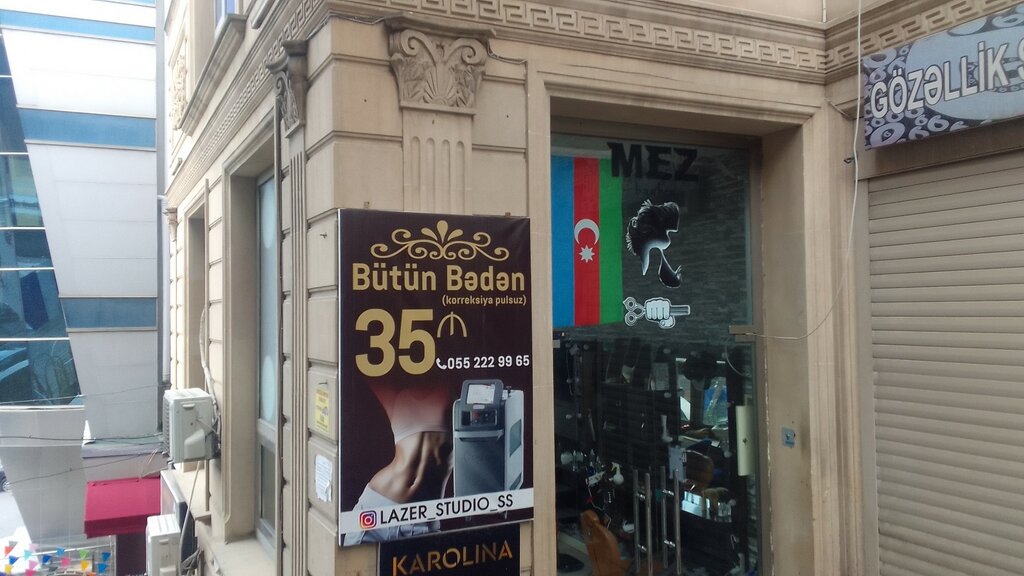 Bütün Bədən
(korreksiya pulsuz)
35₼
055 222 99 65
LAZER_STUDIO_SS
KAROLINA
MEZ
GÖZƏLLİK